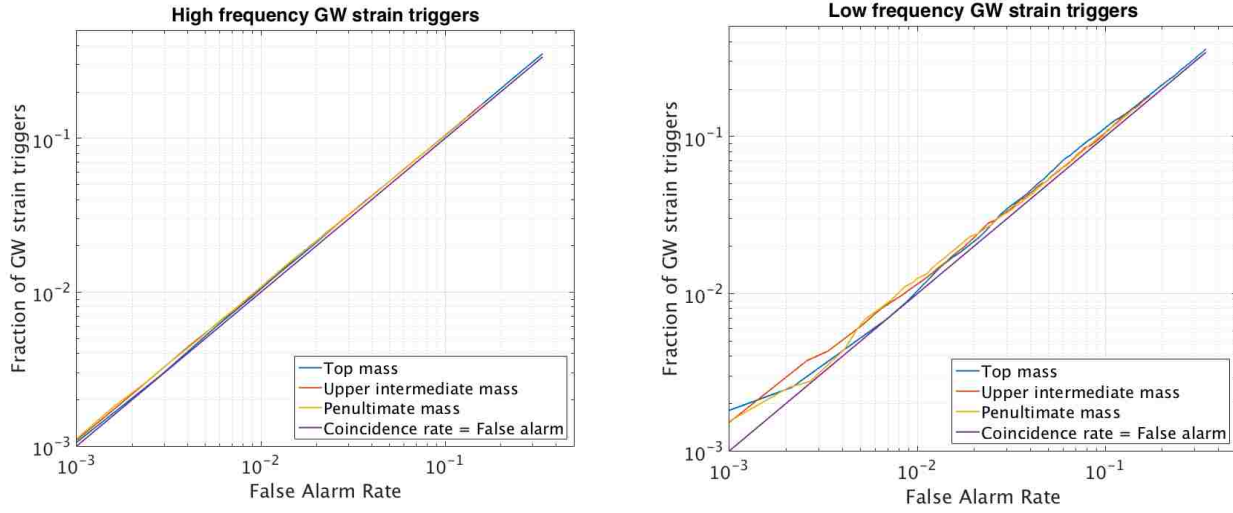 High frequency GW strain triggers
Fraction of GW strain triggers
10^-1
10^-2
10^-3
10^-3
10^-2
10^-1
False Alarm Rate
Top mass
Upper intermediate mass
Penultimate mass
Coincidence rate = False alarm
Low frequency GW strain triggers
Fraction of GW strain triggers
10^-1
10^-2
10^-3
10^-3
10^-2
10^-1
False Alarm Rate
Top mass
Upper intermediate mass
Penultimate mass
Coincidence rate = False alarm